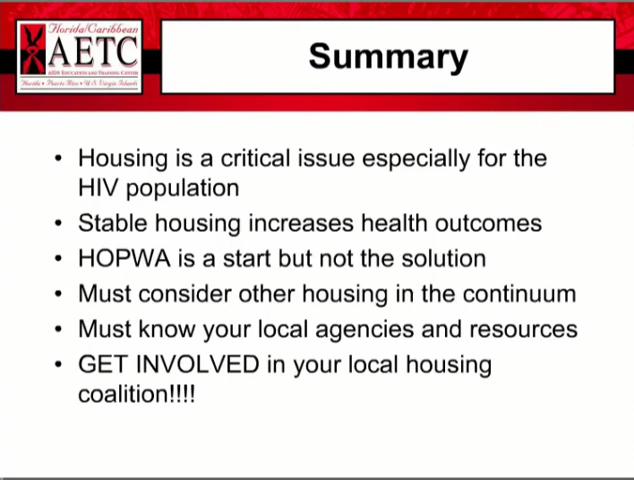 Florida/Caribbean
AETC
AIDS EDUCATION AND TRAINING CENTER
Florida • Puerto Rico • U.S. Virgin Islands
Summary
• Housing is a critical issue especially for the
HIV population
• Stable housing increases health outcomes
• HOPWA is a start but not the solution
• Must consider other housing in the continuum
• Must know your local agencies and resources
• GET INVOLVED in your local housing
coalition!!!!